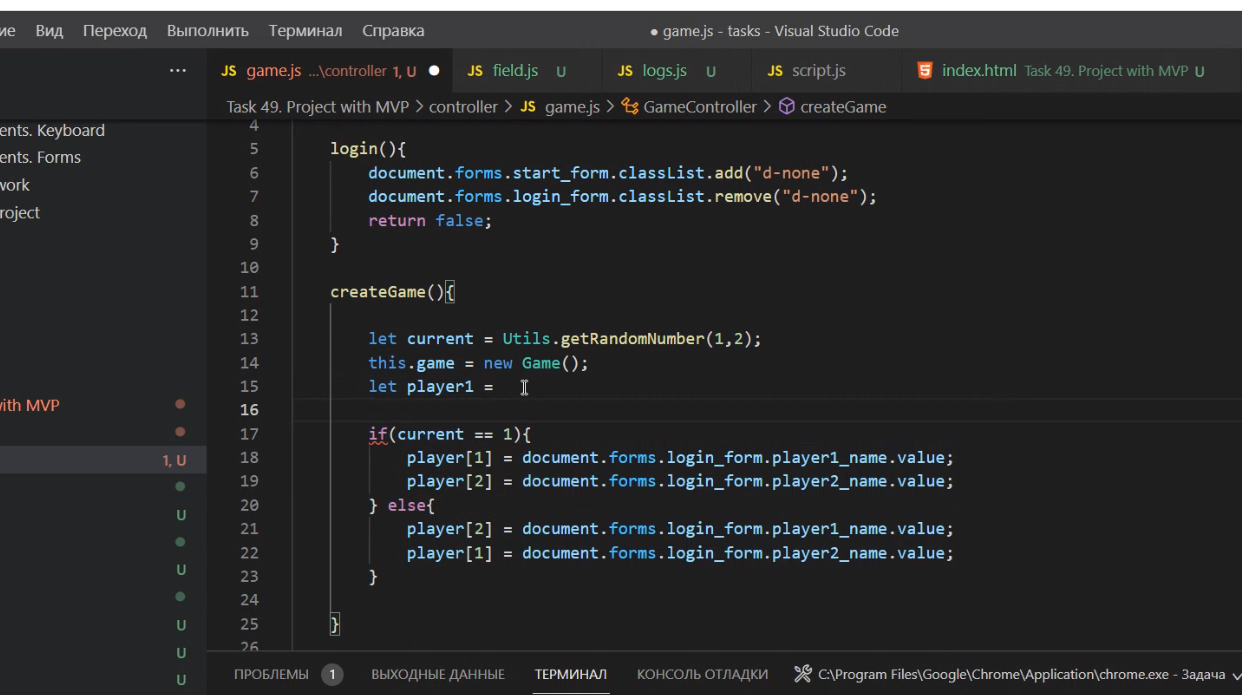 ие Вид Переход Выполнить Терминал Справка ● game.js - tasks - Visual Studio Code
... JS game.js ...\controller 1, U ● JS field.js U JS logs.js U JS script.js index.html Task 49. Project with MVP U
Task 49. Project with MVP > controller > JS game.js > GameController > createGame
ents. Keyboard
ents. Forms
work
roject
with MVP
1, U
U
U
U
U
U
4
5 login(){
6 document.forms.start_form.classList.add("d-none");
7 document.forms.login_form.classList.remove("d-none");
8 return false;
9 }
10
11 createGame(){
12
13 let current = Utils.getRandomNumber(1,2);
14 this.game = new Game();
15 let player1 =
16
17 if(current == 1){
18 player[1] = document.forms.login_form.player1_name.value;
19 player[2] = document.forms.login_form.player2_name.value;
20 } else{
21 player[2] = document.forms.login_form.player1_name.value;
22 player[1] = document.forms.login_form.player2_name.value;
23 }
24
25 }
26
ПРОБЛЕМЫ 1 ВЫХОДНЫЕ ДАННЫЕ ТЕРМИНАЛ КОНСОЛЬ ОТЛАДКИ C:\Program Files\Google\Chrome\Application\chrome.exe - Задача